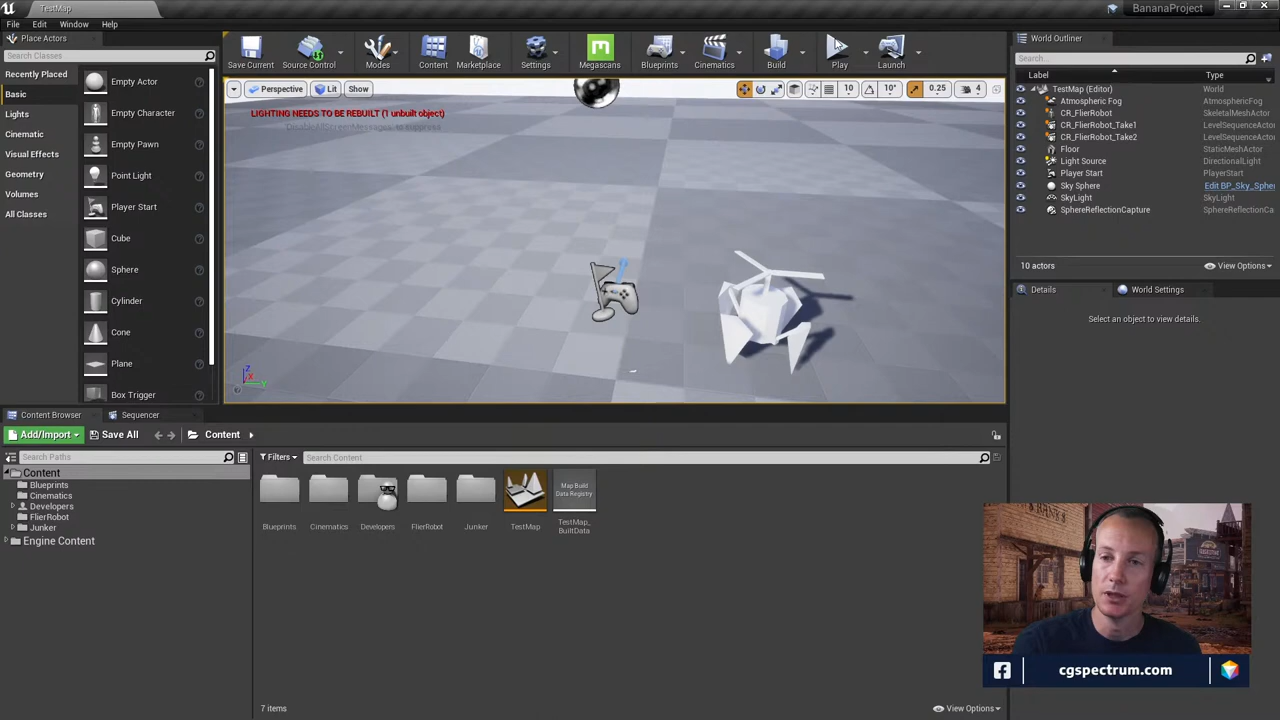 TestMap
BananaProject
File Edit Window Help
Place Actors
Search Classes
Recently Placed
Basic
Lights
Cinematic
Visual Effects
Geometry
Volumes
All Classes
Empty Actor
Empty Character
Empty Pawn
Point Light
Player Start
Cube
Sphere
Cylinder
Cone
Plane
Box Trigger
Save Current
Source Control
Modes
Content
Marketplace
Settings
Megascans
Blueprints
Cinematics
Build
Play
Launch
Perspective Lit Show
10 10° 0.25 4
LIGHTING NEEDS TO BE REBUILT (1 unbuilt object)
World Outliner
Search...
Label Type
TestMap (Editor) World
Atmospheric Fog AtmosphericFog
CR_FlierRobot SkeletalMeshActor
CR_FlierRobot_Take1 LevelSequenceActo
CR_FlierRobot_Take2 LevelSequenceActo
Floor StaticMeshActor
Light Source DirectionalLight
Player Start PlayerStart
Sky Sphere Edit BP_Sky_Sphe
SkyLight SkyLight
SphereReflectionCapture SphereReflectionCa
10 actors View Options
Details World Settings
Select an object to view details.
Content Browser Sequencer
Add/Import Save All Content
Search Paths
Filters Search Content
Content
Blueprints
Cinematics
Developers
FlierRobot
Junker
Engine Content
Map Build
Data Registry
Blueprints
Cinematics
Developers
FlierRobot
Junker
TestMap
TestMap_
BuiltData
7 items View Options
cgspectrum.com